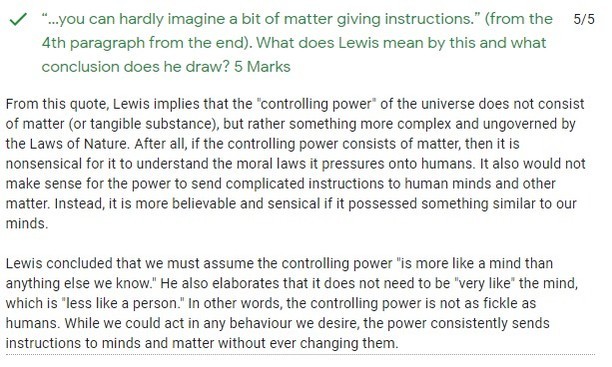 "...you can hardly imagine a bit of matter giving instructions." (from the 5/5
4th paragraph from the end). What does Lewis mean by this and what
conclusion does he draw? 5 Marks
From this quote, Lewis implies that the "controlling power" of the universe does not consist
of matter (or tangible substance), but rather something more complex and ungoverned by
the Laws of Nature. After all, if the controlling power consists of matter, then it is
nonsensical for it to understand the moral laws it pressures onto humans. It also would not
make sense for the power to send complicated instructions to human minds and other
matter. Instead, it is more believable and sensical if it possessed something similar to our
minds.
Lewis concluded that we must assume the controlling power "is more like a mind than
anything else we know." He also elaborates that it does not need to be "very like" the mind,
which is "less like a person." In other words, the controlling power is not as fickle as
humans. While we could act in any behaviour we desire, the power consistently sends
instructions to minds and matter without ever changing them.